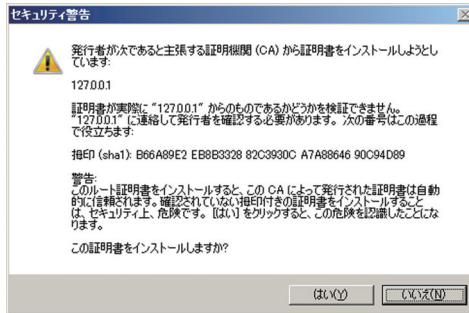 セキュリティ警告
発行者が次であると主張する証明機関 (CA) から証明書をインストールしようとし
ています:
127.0.0.1
証明書が実際に "127.0.0.1" からのものであるかどうかを検証できません。
"127.0.0.1" に連絡して発行者を確認する必要があります。次の番号はこの過程
で役立ちます:
拇印 (sha1): B66A89E2 EB8B3328 82C3930C A7A88646 90C94D89
警告:
このルート証明書をインストールすると、この CA によって発行された証明書は自動
的に信頼されます。確認されていない拇印付きの証明書をインストールすること
は、セキュリティ上、危険です。 [はい] をクリックすると、この危険を認識したことにな
ります。
この証明書をインストールしますか?
はい(Y) いいえ(N)